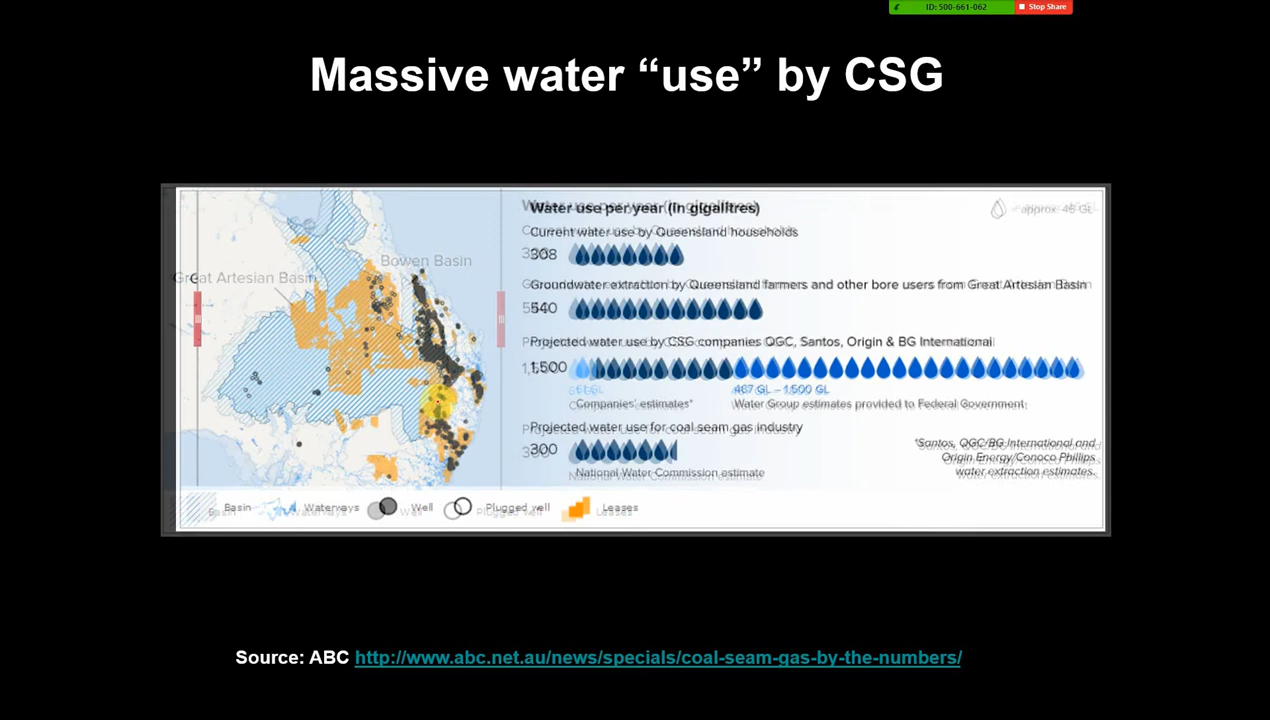 ID: 500-661-062
Stop Share
Massive water “use” by CSG
Water use per year (in gigalitres)
approx. 45 GL
Current water use by Queensland households
308
Bowen Basin
Great Artesian Basin
Groundwater extraction by Queensland farmers and other bore users from Great Artesian Basin
540
Projected water use by CSG companies QGC, Santos, Origin & BG International
1,500
467 GL – 1,500 GL
Companies' estimates*
Water Group estimates provided to Federal Government
Projected water use for coal seam gas industry
300
National Water Commission estimate
*Santos, QGC/BG International and
Origin Energy/Conoco Phillips
water extraction estimates.
Basin
Waterways
Well
Plugged well
Leases
Source: ABC http://www.abc.net.au/news/specials/coal-seam-gas-by-the-numbers/